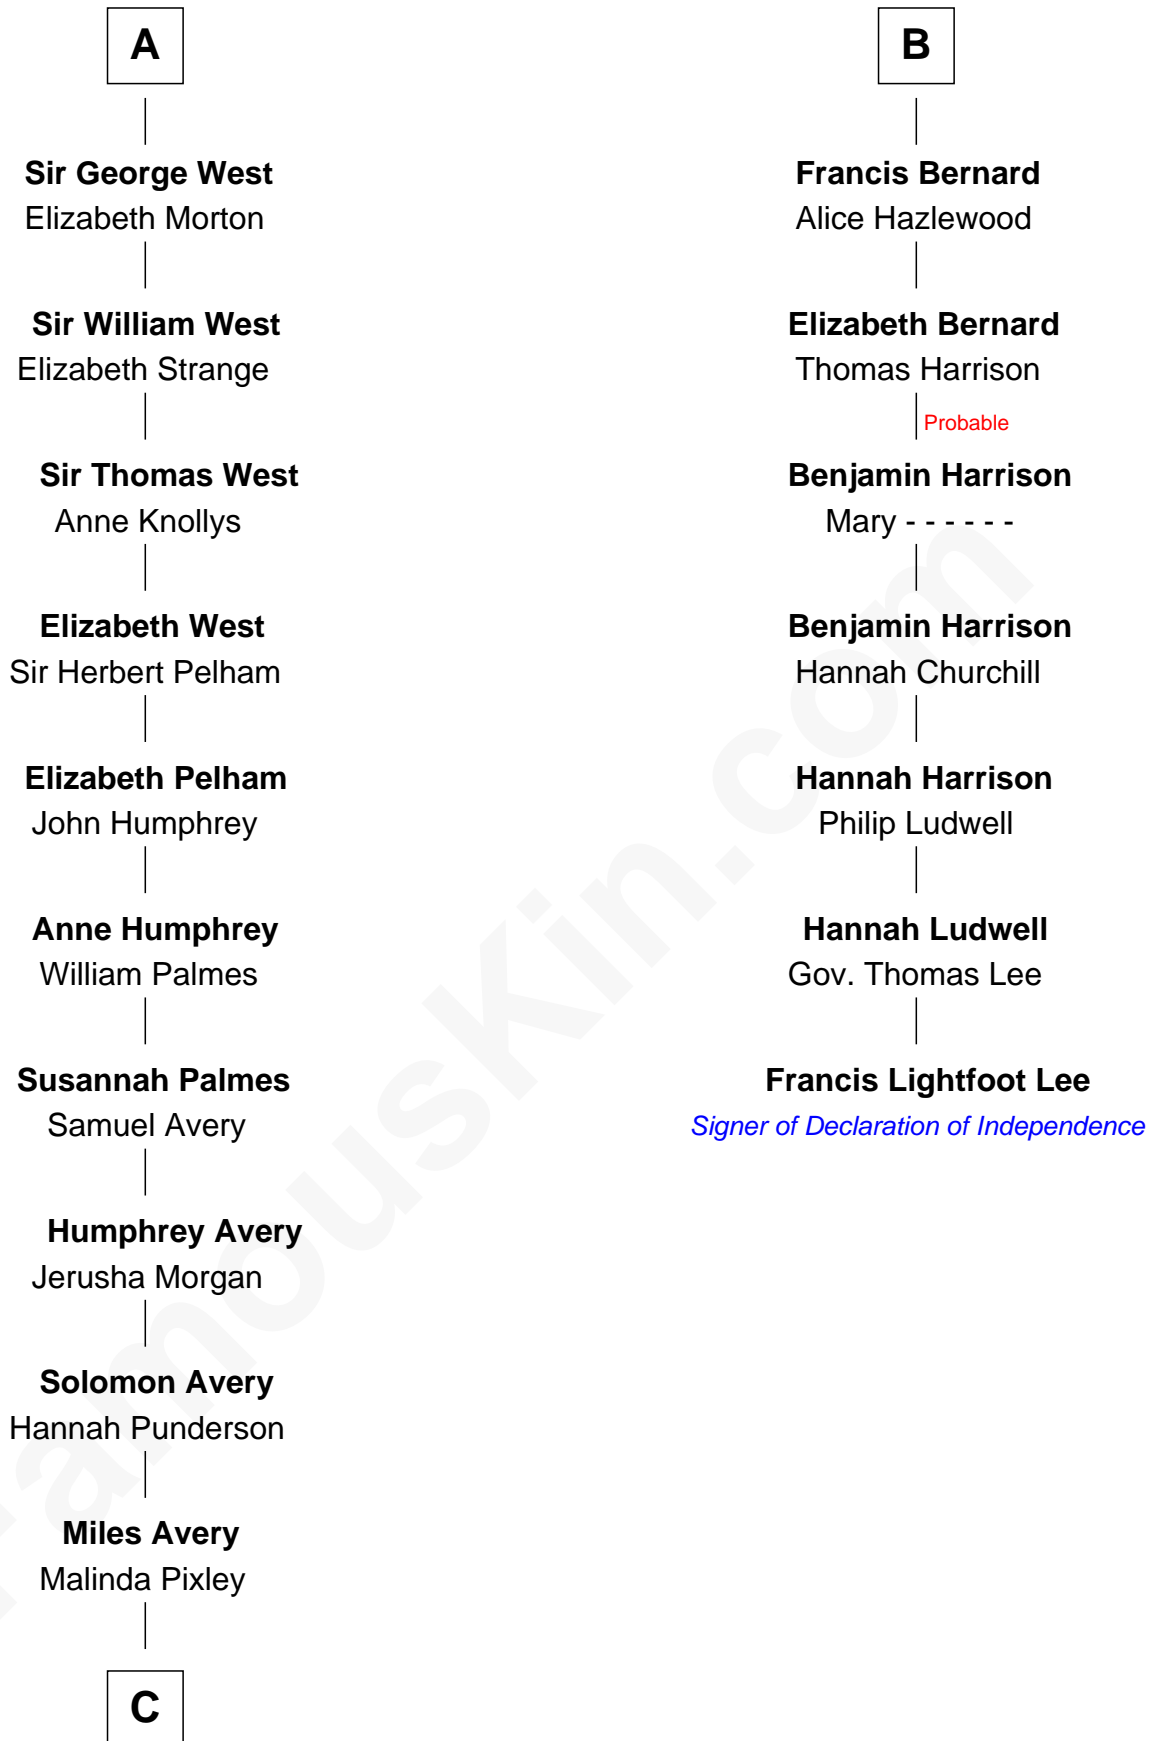 A
Sir George West
Elizabeth Morton
Sir William West
Elizabeth Strange
Sir Thomas West
Anne Knollys
Elizabeth West
Sir Herbert Pelham
Elizabeth Pelham
John Humphrey
Anne Humphrey
William Palmes
Susannah Palmes
Samuel Avery
Humphrey Avery
Jerusha Morgan
Solomon Avery
Hannah Punderson
Miles Avery
Malinda Pixley
C
B
Francis Bernard
Alice Hazlewood
Elizabeth Bernard
Thomas Harrison
Probable
Benjamin Harrison
Mary - - - - - -
Benjamin Harrison
Hannah Churchill
Hannah Harrison
Philip Ludwell
Hannah Ludwell
Gov. Thomas Lee
Francis Lightfoot Lee
Signer of Declaration of Independence
FamousKin.com